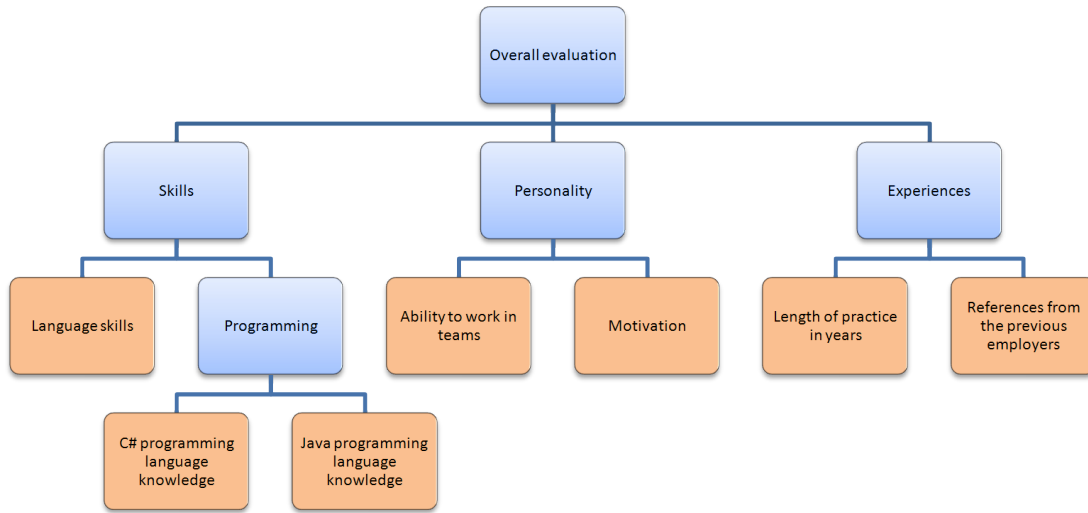 Overall evaluation
Skills
Personality
Experiences
Language skills
Programming
Ability to work in
teams
Motivation
Length of practice
in years
References from
the previous
employers
C# programming
language
knowledge
Java programming
language
knowledge